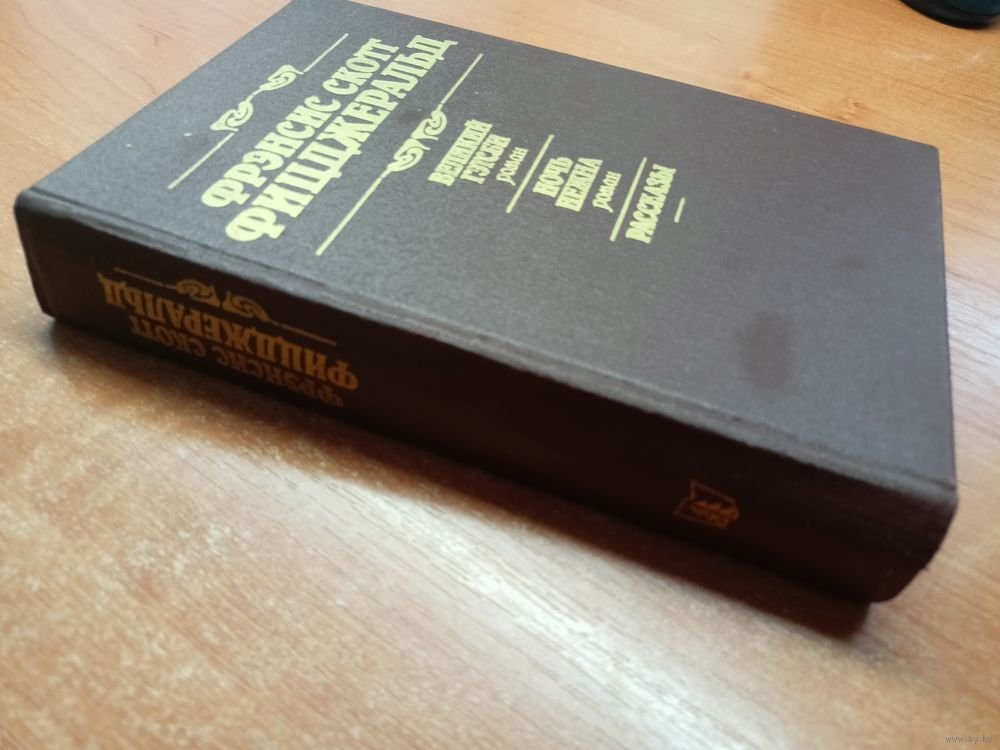 ФРЭНСИС СКОТТ
ФИЦДЖЕРАЛЬД
ВЕЛИКИЙ
ГЭТСБИ
роман
НОЧЬ
НЕЖНА
роман
РАССКАЗЫ
ФРЭНСИС СКОТТ
ФИЦДЖЕРАЛЬД
www.ay.by